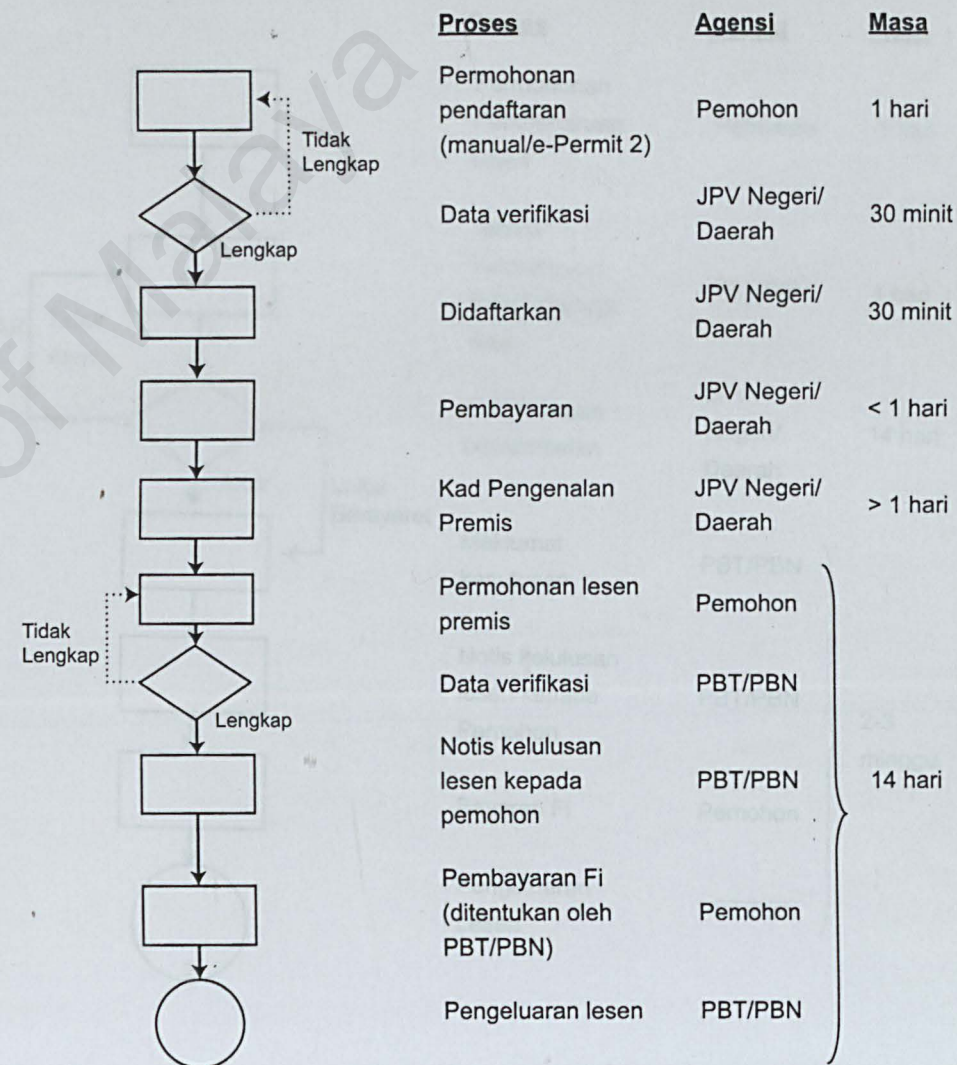 Proses Agensi Masa
Permohonan
pendaftaran
(manual/e-Permit 2)
Pemohon
1 hari
Tidak
Lengkap
Data verifikasi
JPV Negeri/
Daerah
30 minit
Lengkap
Didaftarkan
JPV Negeri/
Daerah
30 minit
Pembayaran
JPV Negeri/
Daerah
< 1 hari
Kad Pengenalan
Premis
JPV Negeri/
Daerah
> 1 hari
Permohonan lesen
premis
Pemohon
Tidak
Lengkap
Data verifikasi
PBT/PBN
Lengkap
Notis kelulusan
lesen kepada
pemohon
PBT/PBN
14 hari
Pembayaran Fi
(ditentukan oleh
PBT/PBN)
Pemohon
Pengeluaran lesen
PBT/PBN
of Malaya